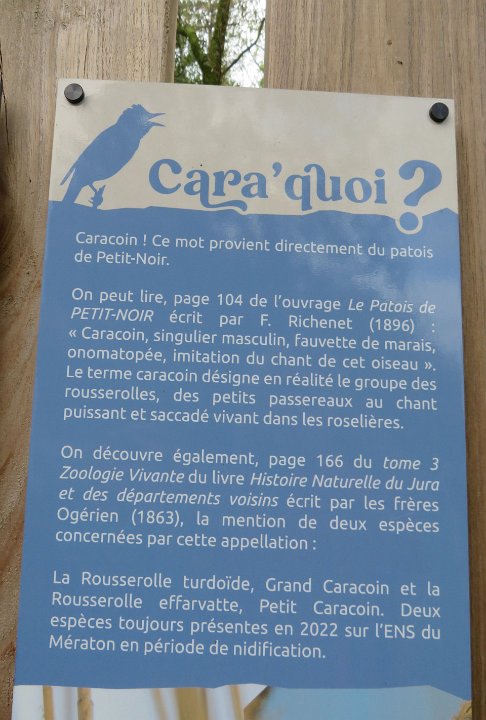 Cara'quoi ?
Caracoin ! Ce mot provient directement du patois
de Petit-Noir.
On peut lire, page 104 de l'ouvrage Le Patois de
PETIT-NOIR écrit par F. Richenet (1896) :
« Caracoin, singulier masculin, fauvette de marais,
onomatopée, imitation du chant de cet oiseau ».
Le terme caracoin désigne en réalité le groupe des
rousserolles, des petits passereaux au chant
puissant et saccadé vivant dans les roselières.
On découvre également, page 166 du tome 3
Zoologie Vivante du livre Histoire Naturelle du Jura
et des départements voisins écrit par les frères
Ogérien (1863), la mention de deux espèces
concernées par cette appellation :
La Rousserolle turdoïde, Grand Caracoin et la
Rousserolle effarvatte, Petit Caracoin. Deux
espèces toujours présentes en 2022 sur l'ENS du
Mératon en période de nidification.